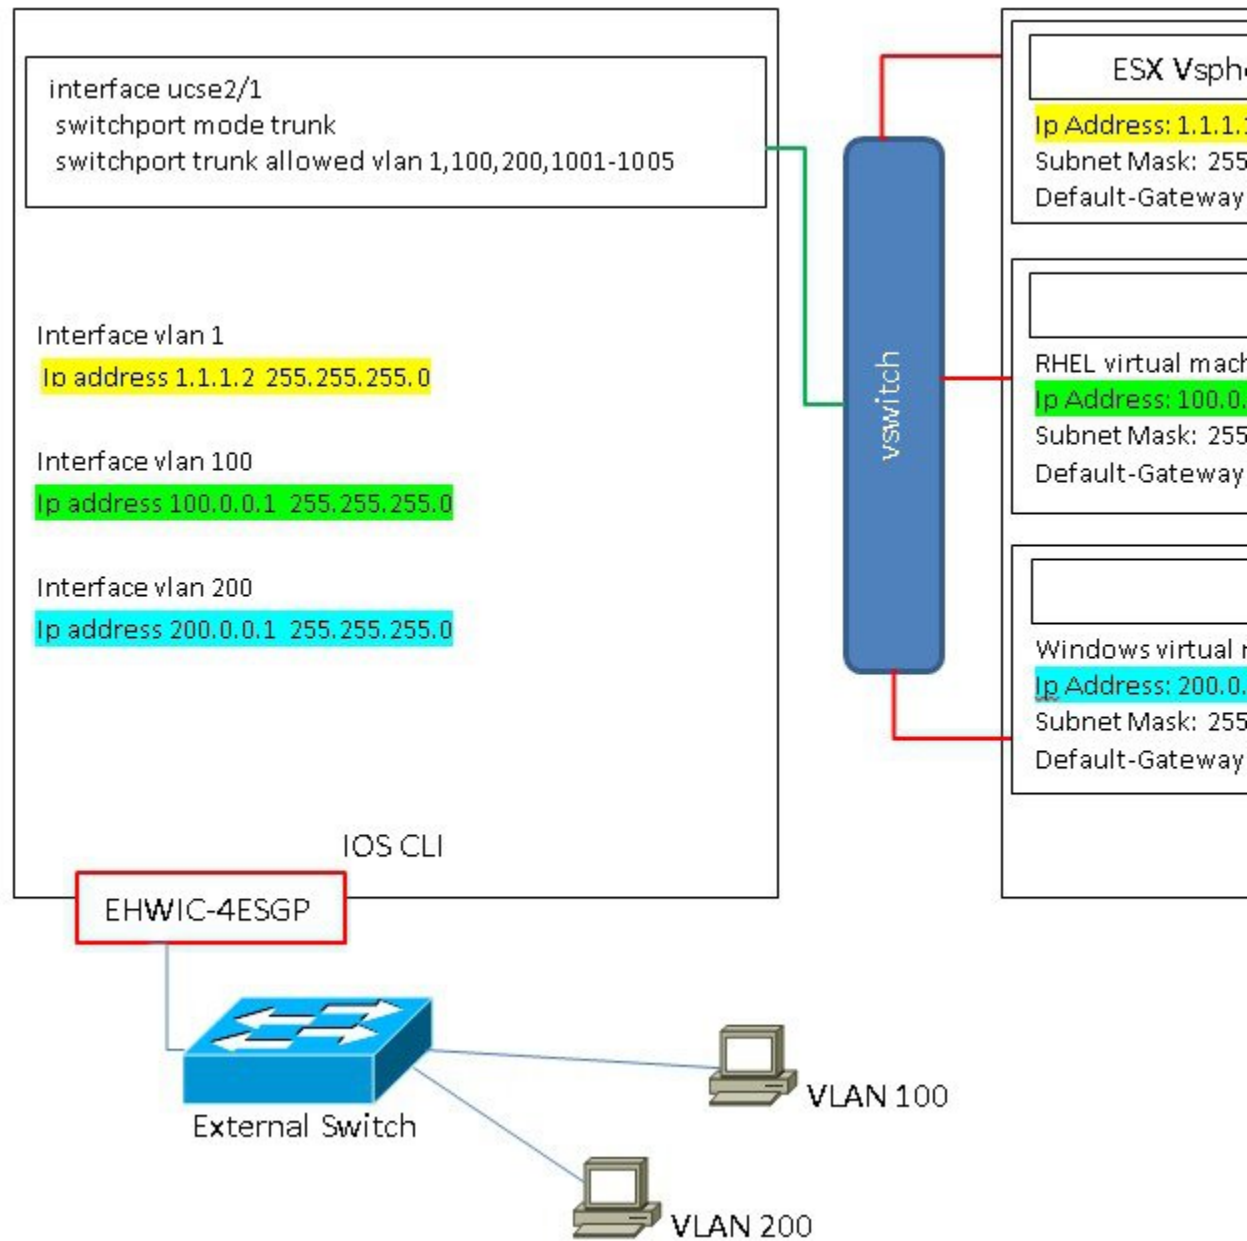 interface ucse2/1
switchport mode trunk
switchport trunk allowed vlan 1,100,200,1001-1005
Interface vlan 1
Ip address 1.1.1.2 255.255.255.0
Interface vlan 100
Ip address 100.0.0.1 255.255.255.0
Interface vlan 200
Ip address 200.0.0.1 255.255.255.0
IOS CLI
EHWIC-4ESGP
vswitch
ESX
Ip Address: 1.1.1.
Subnet Mask: 255
Default-Gateway
RHEL virtual
Ip Address: 100.0.
Subnet Mask: 255
Default-Gateway
Windows virtual
Ip Address: 200.0.
Subnet Mask: 255
Default-Gateway
External Switch
VLAN 100
VLAN 200